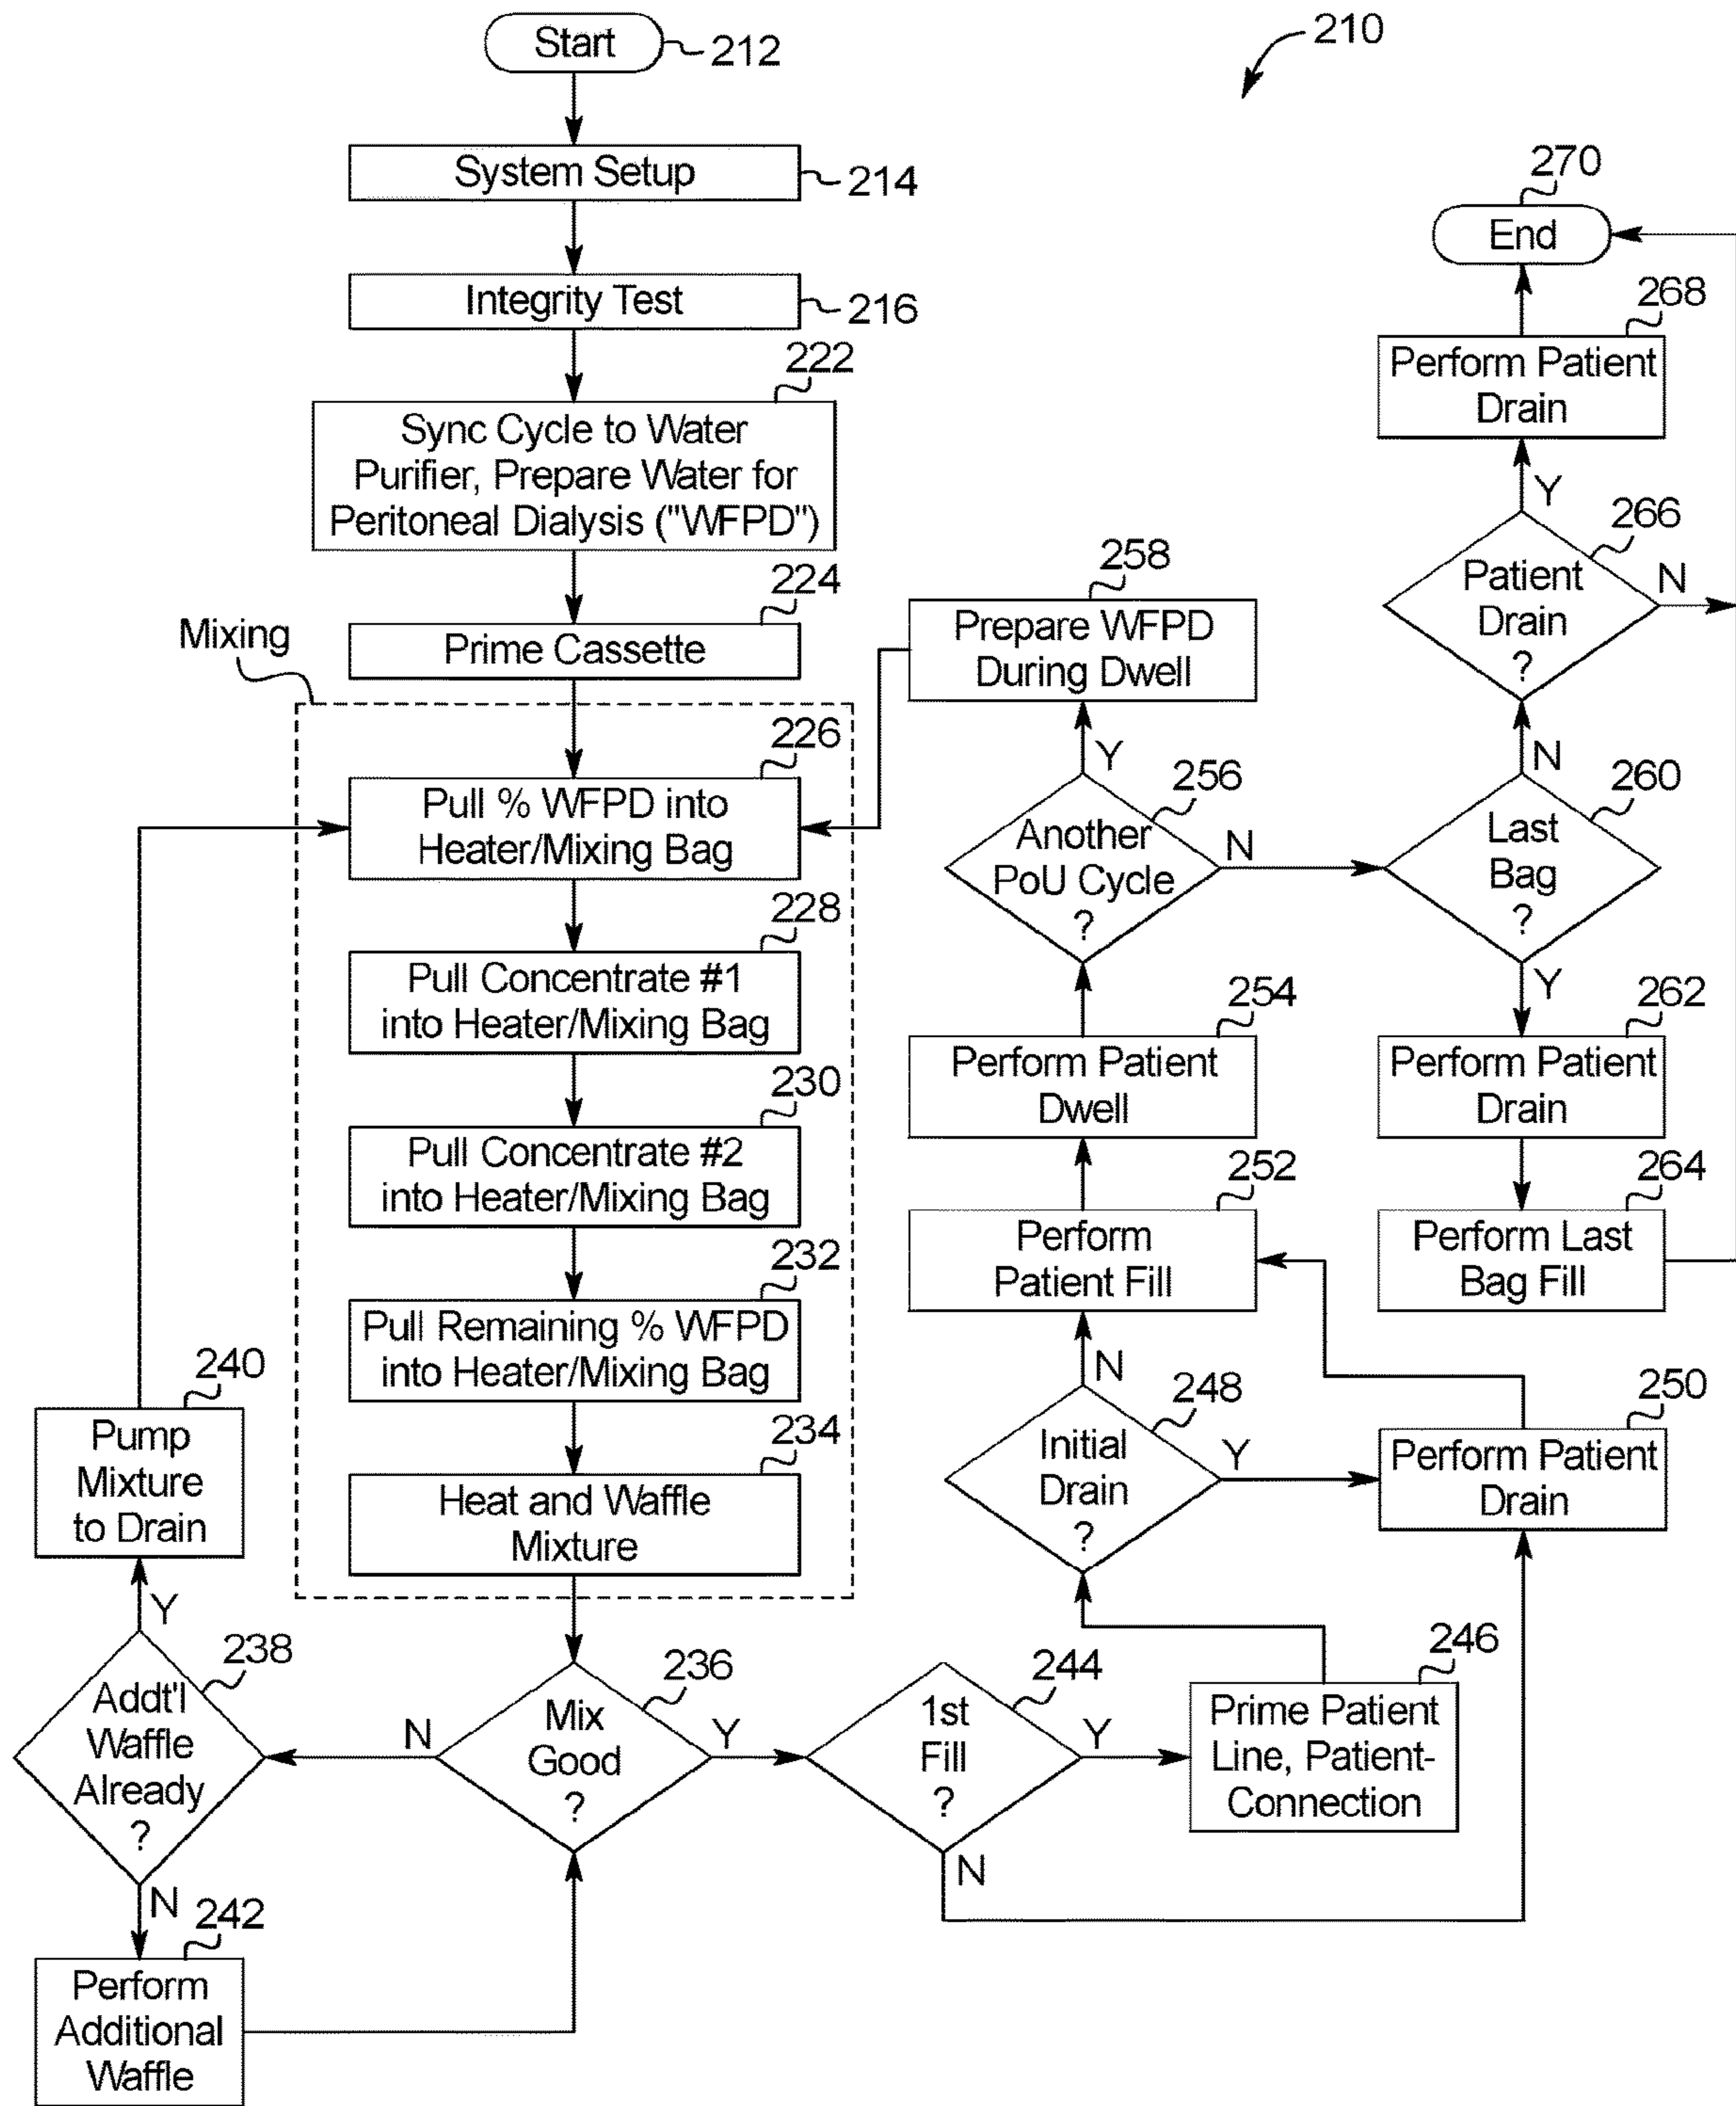 Start
212
210
System Setup
214
Integrity Test
216
222
Sync Cycle to Water
Purifier, Prepare Water for
Peritoneal Dialysis ("WFPD")
224
Prime Cassette
Mixing
226
Pull % WFPD into
Heater/Mixing Bag
228
Pull Concentrate #1
into Heater/Mixing Bag
230
Pull Concentrate #2
into Heater/Mixing Bag
232
Pull Remaining % WFPD
into Heater/Mixing Bag
234
Heat and Waffle
Mixture
236
Mix
Good
?
N
Y
238
Addt'l
Waffle
Already
?
Y
N
240
Pump
Mixture
to Drain
242
Perform
Additional
Waffle
244
1st
Fill
?
Y
N
246
Prime Patient
Line, Patient-
Connection
248
Initial
Drain
?
N
Y
250
Perform Patient
Drain
252
Perform
Patient Fill
254
Perform Patient
Dwell
256
Another
PoU Cycle
?
Y
N
258
Prepare WFPD
During Dwell
260
Last
Bag
?
N
Y
262
Perform Patient
Drain
264
Perform Last
Bag Fill
266
Patient
Drain
?
Y
N
268
Perform Patient
Drain
270
End